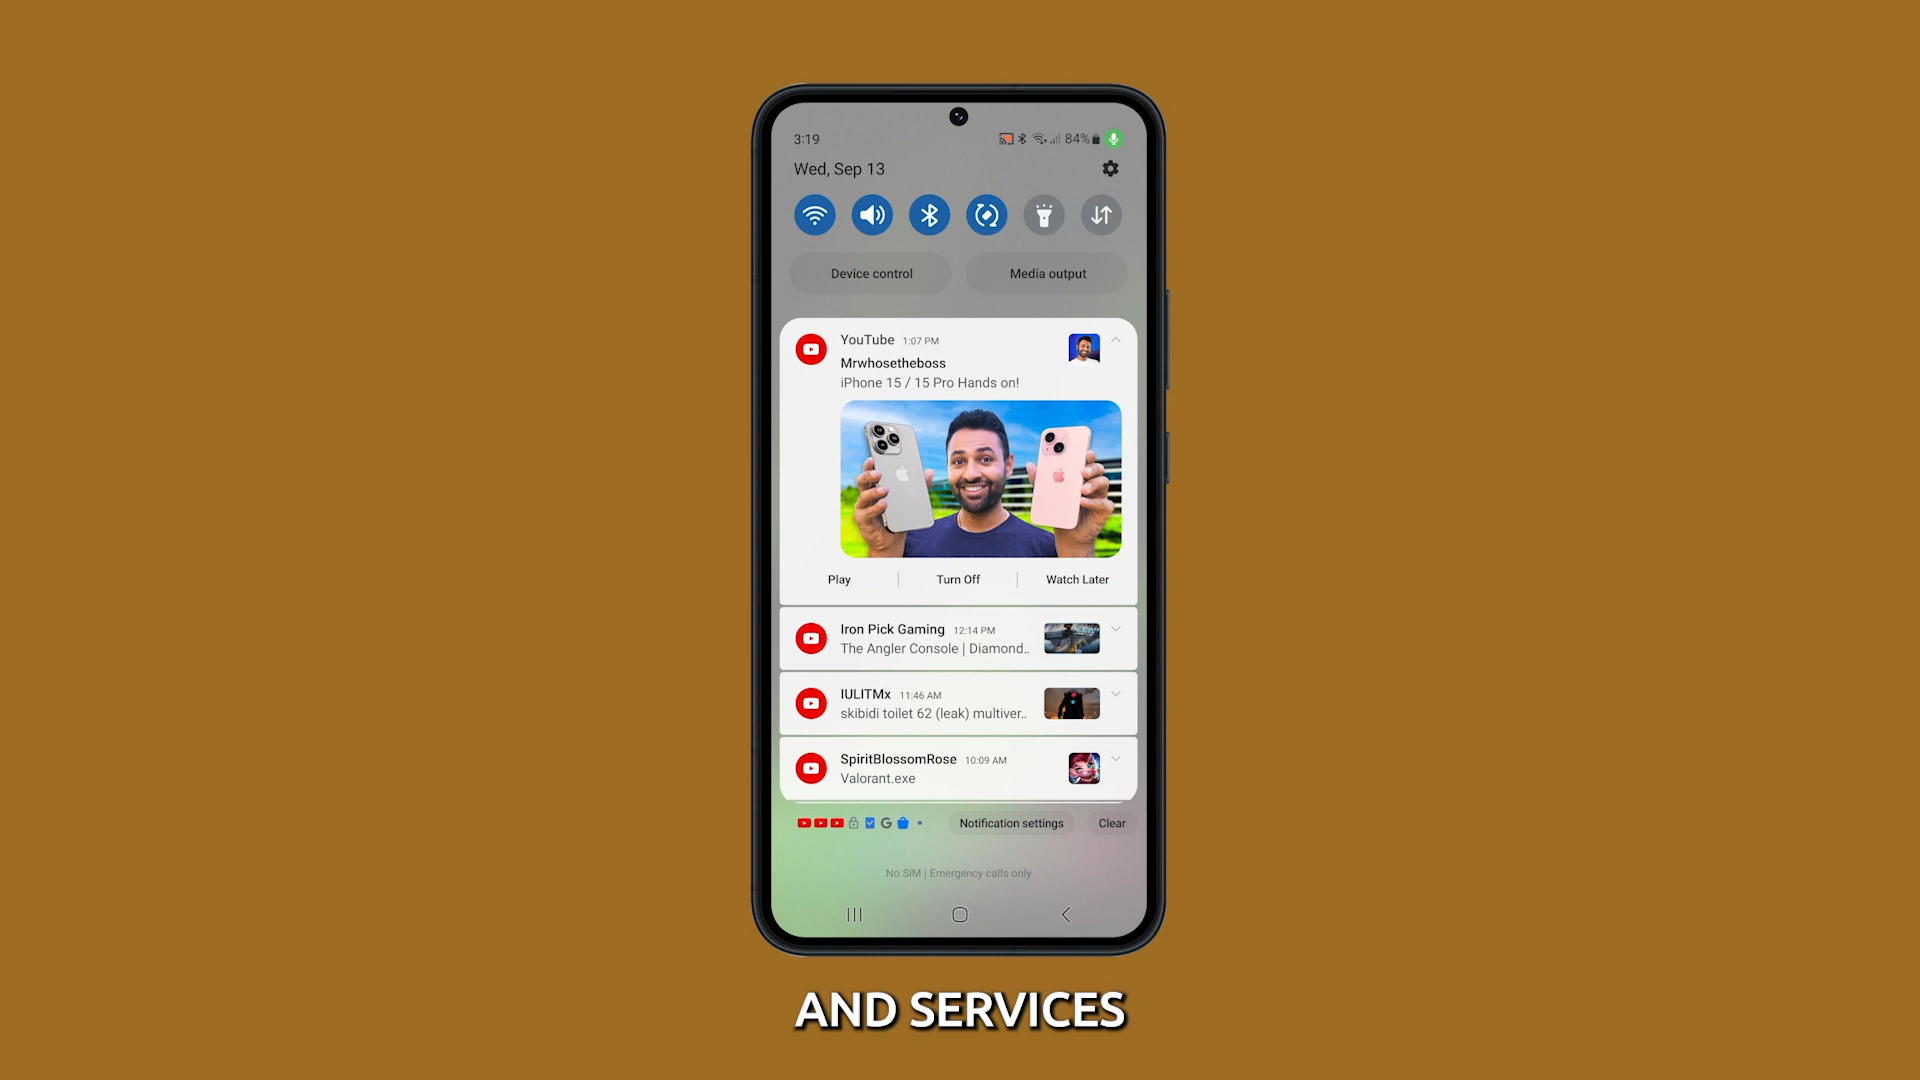 3:19
84%
Wed, Sep 13
Device control
Media output
YouTube 1:07 PM
Mrwhosetheboss
iPhone 15 / 15 Pro Hands on!
Play
Turn Off
Watch Later
Iron Pick Gaming 12:14 PM
The Angler Console | Diamond..
IULITMx 11:46 AM
skibidi toilet 62 (leak) multiver..
SpiritBlossomRose 10:09 AM
Valorant.exe
Notification settings
Clear
No SIM | Emergency calls only
AND SERVICES